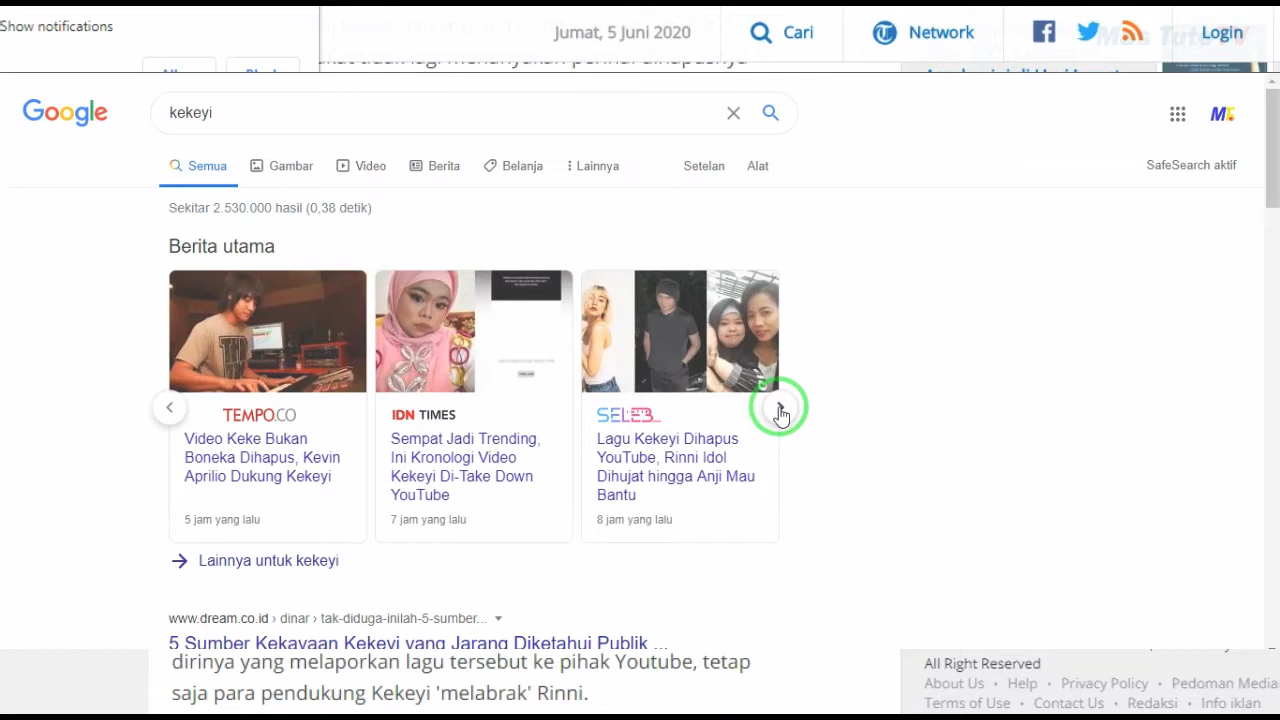 Show notifications
Jumat, 5 Juni 2020
Cari
Network
Login
Google
kekeyi
Semua
Gambar
Video
Berita
Belanja
Lainnya
Setelan
Alat
SafeSearch aktif
Sekitar 2.530.000 hasil (0,38 detik)
Berita utama
TEMPO.CO
Video Keke Bukan
Boneka Dihapus, Kevin
Aprilio Dukung Kekeyi
5 jam yang lalu
IDN TIMES
Sempat Jadi Trending,
Ini Kronologi Video
Kekeyi Di-Take Down
YouTube
7 jam yang lalu
SELEB
Lagu Kekeyi Dihapus
YouTube, Rinni Idol
Dihujat hingga Anji Mau
Bantu
8 jam yang lalu
Lainnya untuk kekeyi
www.dream.co.id › dinar › tak-diduga-inilah-5-sumber...
5 Sumber Kekayaan Kekeyi yang Jarang Diketahui Publik ...
dirinya yang melaporkan lagu tersebut ke pihak Youtube, tetap
saja para pendukung Kekeyi 'melabrak' Rinni.
All Right Reserved
About Us • Help • Privacy Policy • Pedoman Media
Terms of Use • Contact Us • Redaksi • Info iklan